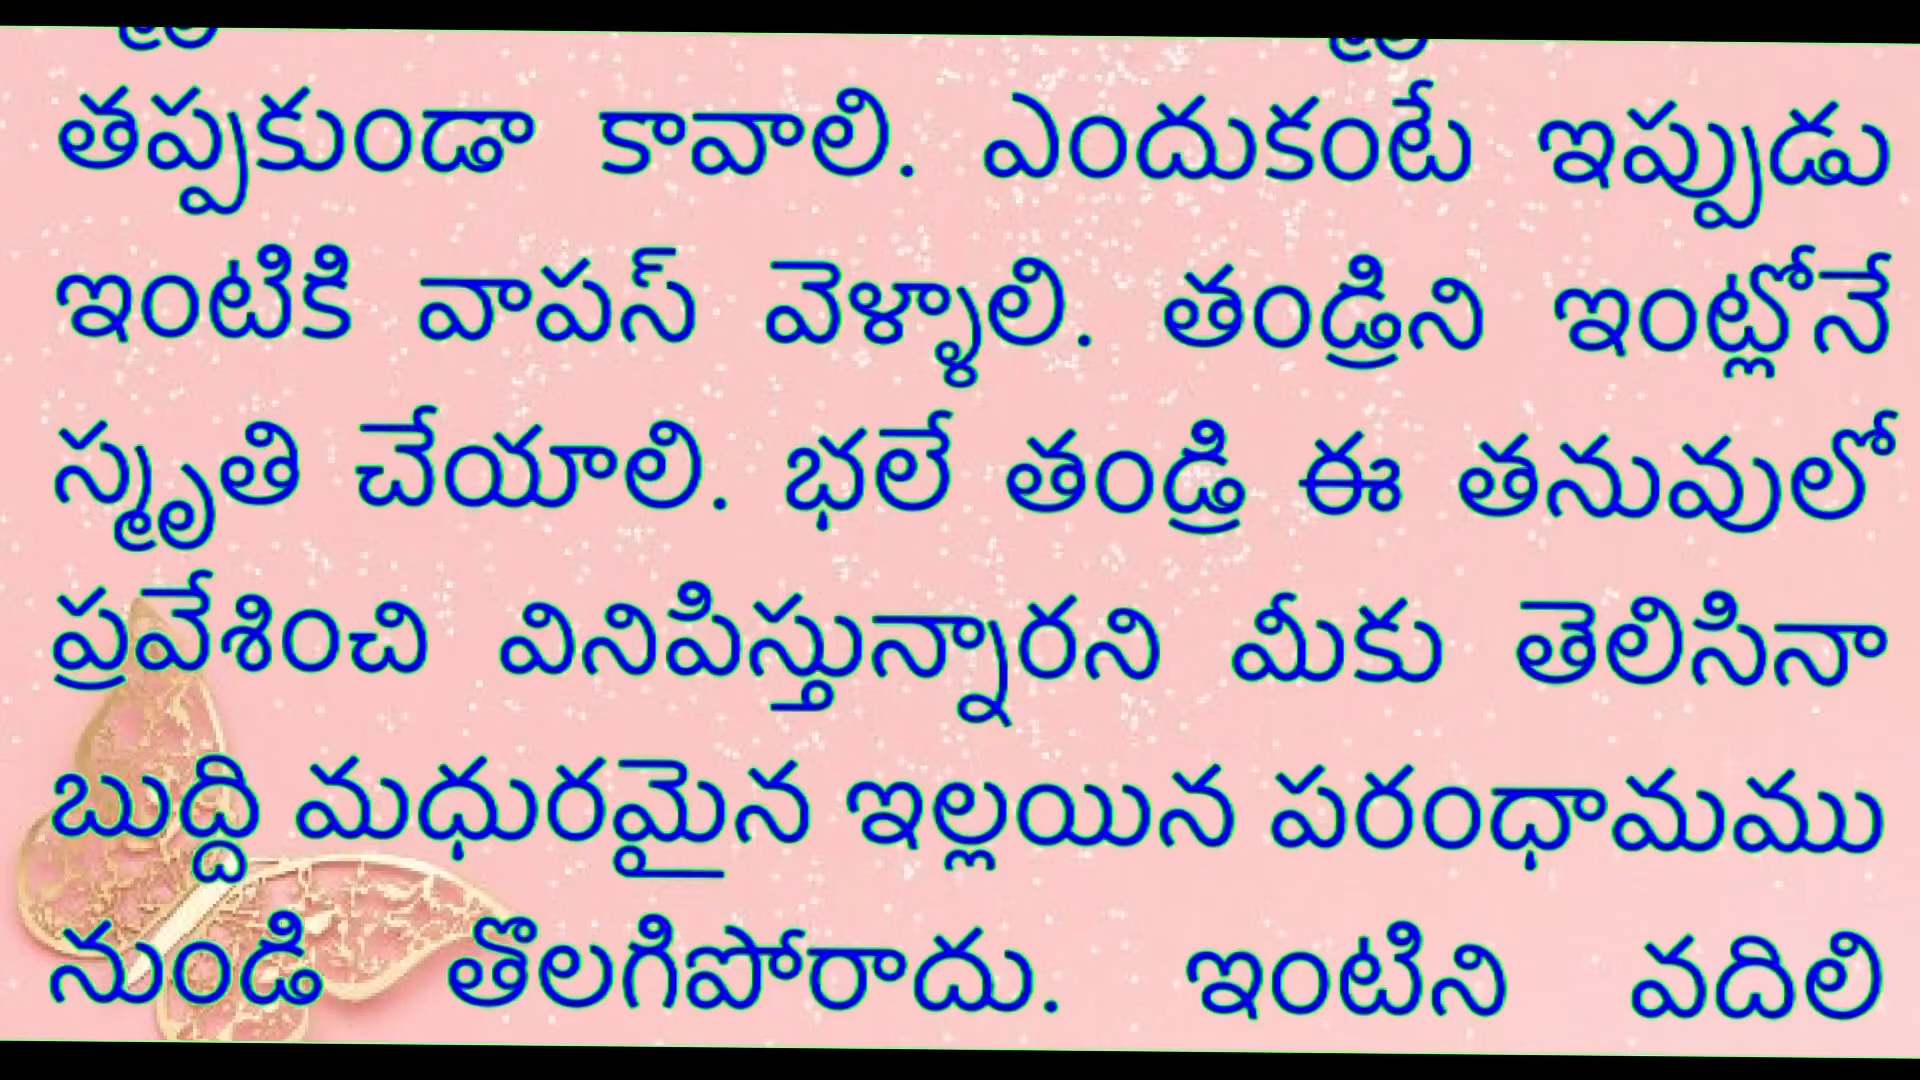 తప్పకుండా కావాలి. ఎందుకంటే ఇప్పుడు
ఇంటికి వాపస్ వెళ్ళాలి. తండ్రిని ఇంట్లోనే
స్మృతి చేయాలి. భలే తండ్రి ఈ తనువులో
ప్రవేశించి వినిపిస్తున్నారని మీకు తెలిసినా
బుద్ది మధురమైన ఇల్లయిన పరంధామము
నుండి తొలగిపోరాదు. ఇంటిని వదిలి